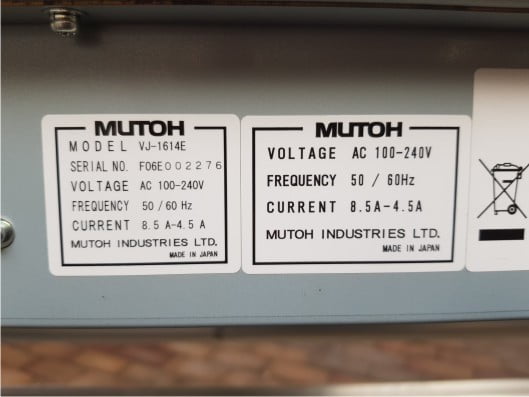 MUTOH
MODEL VJ-1614E
SERIAL NO. F06E002276
VOLTAGE AC 100-240V
FREQUENCY 50 / 60 Hz
CURRENT 8.5 A-4.5 A
MUTOH INDUSTRIES LTD.
MADE IN JAPAN
MUTOH
VOLTAGE AC 100-240V
FREQUENCY 50 / 60Hz
CURRENT 8.5A-4.5A
MUTOH INDUSTRIES LTD.
MADE IN JAPAN